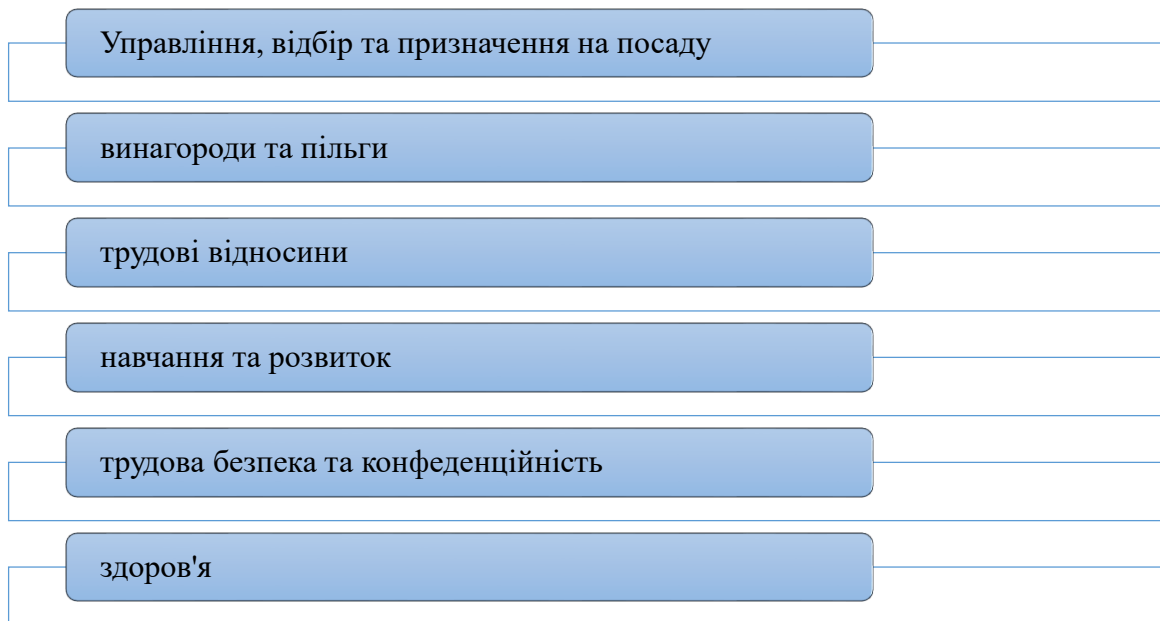 Управління, відбір та призначення на посаду
винагороди та пільги
трудові відносини
навчання та розвиток
трудова безпека та конфеденційність
здоров'я